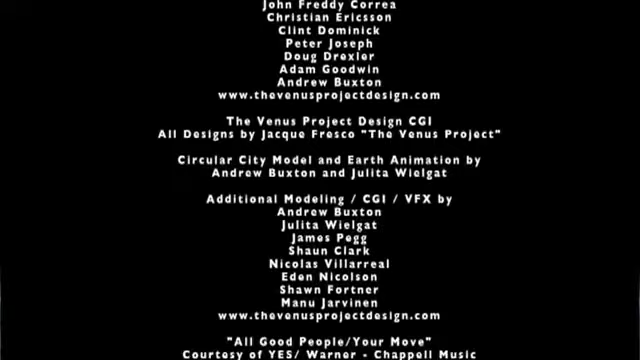 John Freddy Correa
Christian Ericsson
Clint Dominick
Peter Joseph
Doug Drexler
Adam Goodwin
Andrew Buxton
www.thevenusprojectdesign.com
The Venus Project Design CGI
All Designs by Jacque Fresco "The Venus Project"
Circular City Model and Earth Animation by
Andrew Buxton and Julita Wielgat
Additional Modeling / CGI / VFX by
Andrew Buxton
Julita Wielgat
James Pegg
Shaun Clark
Nicolas Villarreal
Eden Nicolson
Shawn Fortner
Manu Jarvinen
www.thevenusprojectdesign.com
"All Good People/Your Move"
Courtesy of YES/ Warner - Chappell Music